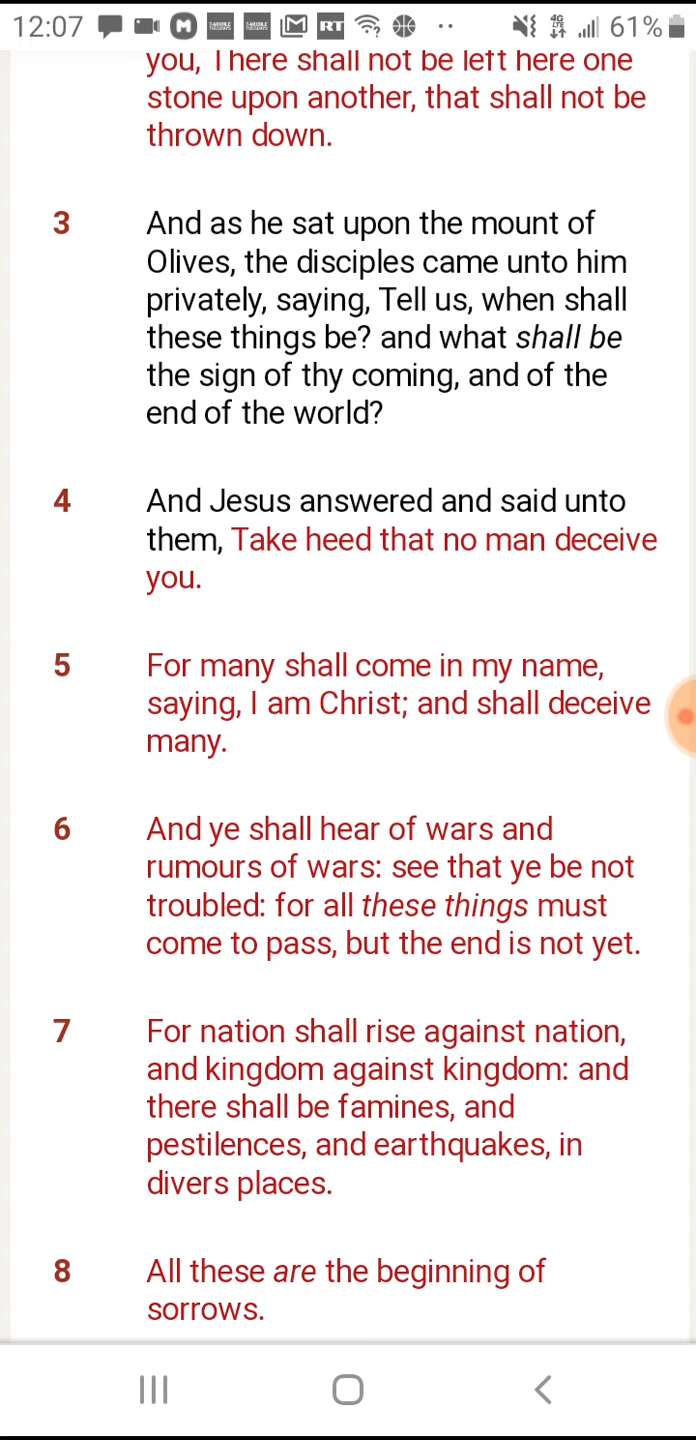 12:07
M
T-MOBILE TUESDAYS
T-MOBILE TUESDAYS
RT
4G LTE
61%
you, There shall not be left here one
stone upon another, that shall not be
thrown down.
3 And as he sat upon the mount of
Olives, the disciples came unto him
privately, saying, Tell us, when shall
these things be? and what shall be
the sign of thy coming, and of the
end of the world?
4 And Jesus answered and said unto
them, Take heed that no man deceive
you.
5 For many shall come in my name,
saying, I am Christ; and shall deceive
many.
6 And ye shall hear of wars and
rumours of wars: see that ye be not
troubled: for all these things must
come to pass, but the end is not yet.
7 For nation shall rise against nation,
and kingdom against kingdom: and
there shall be famines, and
pestilences, and earthquakes, in
divers places.
8 All these are the beginning of
sorrows.